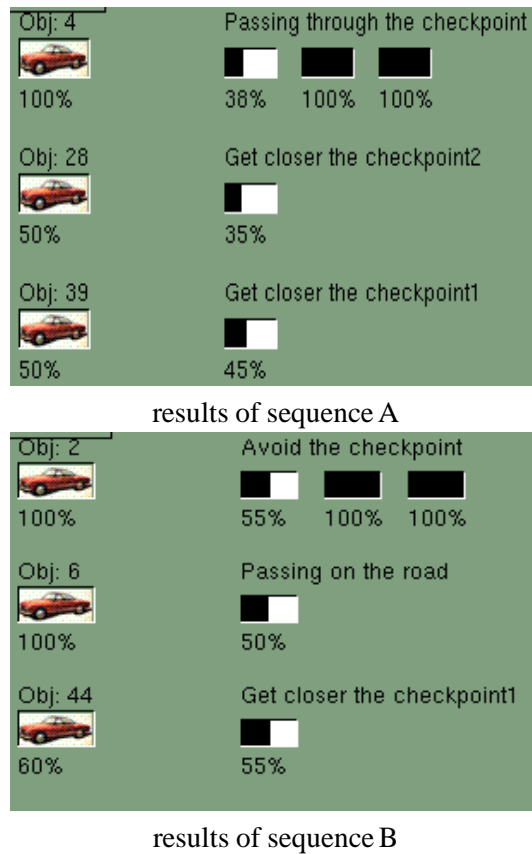 Obj: 4 Passing through the checkpoint
100% 38% 100% 100%
Obj: 28 Get closer the checkpoint2
50% 35%
Obj: 39 Get closer the checkpoint1
50% 45%
results of sequence A
Obj: 2 Avoid the checkpoint
100% 55% 100% 100%
Obj: 6 Passing on the road
100% 50%
Obj: 44 Get closer the checkpoint1
60% 55%
results of sequence B